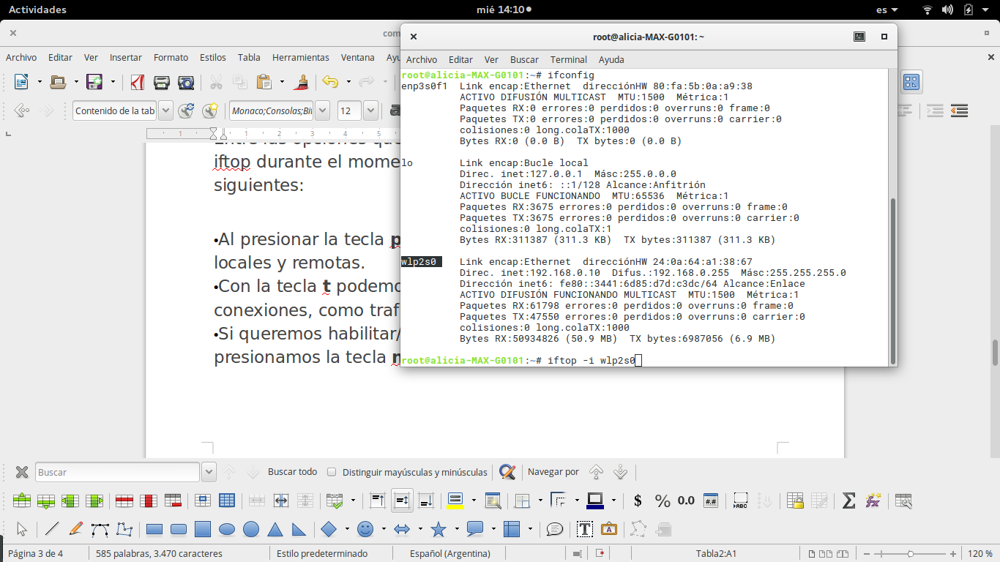 Actividades
mié 14:10
es
com
Archivo Editar Ver Insertar Formato Estilos Tabla Herramientas Ventana
Contenido de la tab
Monaco;Consolas;Bi
12
1 1 2 3 4 5
iftop durante el mome
siguientes:
•Al presionar la tecla p
locales y remotas.
•Con la tecla t podemo
conexiones, como traf
•Si queremos habilitar/
presionamos la tecla
root@alicia-MAX-G0101: ~
Archivo Editar Ver Buscar Terminal Ayuda
root@alicia-MAX-G0101:~# ifconfig
enp3s0f1 Link encap:Ethernet direcciónHW 80:fa:5b:0a:a9:38
ACTIVO DIFUSIÓN MULTICAST MTU:1500 Métrica:1
Paquetes RX:0 errores:0 perdidos:0 overruns:0 frame:0
Paquetes TX:0 errores:0 perdidos:0 overruns:0 carrier:0
colisiones:0 long.colaTX:1000
Bytes RX:0 (0.0 B) TX bytes:0 (0.0 B)
lo Link encap:Bucle local
Direc. inet:127.0.0.1 Másc:255.0.0.0
Dirección inet6: ::1/128 Alcance:Anfitrión
ACTIVO BUCLE FUNCIONANDO MTU:65536 Métrica:1
Paquetes RX:3675 errores:0 perdidos:0 overruns:0 frame:0
Paquetes TX:3675 errores:0 perdidos:0 overruns:0 carrier:0
colisiones:0 long.colaTX:1
Bytes RX:311387 (311.3 KB) TX bytes:311387 (311.3 KB)
wlp2s0 Link encap:Ethernet direcciónHW 24:0a:64:a1:38:67
Direc. inet:192.168.0.10 Difus.:192.168.0.255 Másc:255.255.255.0
Dirección inet6: fe80::3441:6d85:d7d:c3dc/64 Alcance:Enlace
ACTIVO DIFUSIÓN FUNCIONANDO MULTICAST MTU:1500 Métrica:1
Paquetes RX:61798 errores:0 perdidos:0 overruns:0 frame:0
Paquetes TX:47550 errores:0 perdidos:0 overruns:0 carrier:0
colisiones:0 long.colaTX:1000
Bytes RX:50934826 (50.9 MB) TX bytes:6987056 (6.9 MB)
root@alicia-MAX-G0101:~# iftop -i wlp2s0
Buscar
Buscar todo
Distinguir mayúsculas y minúsculas
Navegar por
$ % 0.0
Página 3 de 4
585 palabras, 3.470 caracteres
Estilo predeterminado
Español (Argentina)
Tabla2:A1
120 %